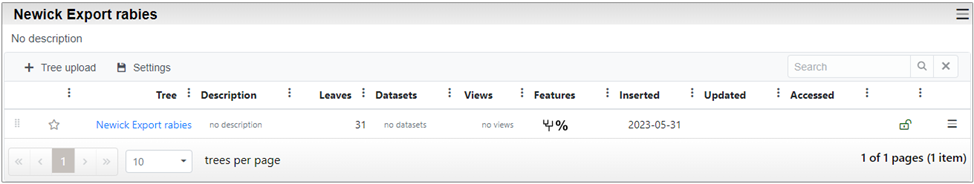 Newick Export rabies
No description
+ Tree upload Settings Search
Tree Description Leaves Datasets Views Features Inserted Updated Accessed
Newick Export rabies no description 31 no datasets no views % 2023-05-31
« ‹ 1 › » 10 trees per page 1 of 1 pages (1 item)